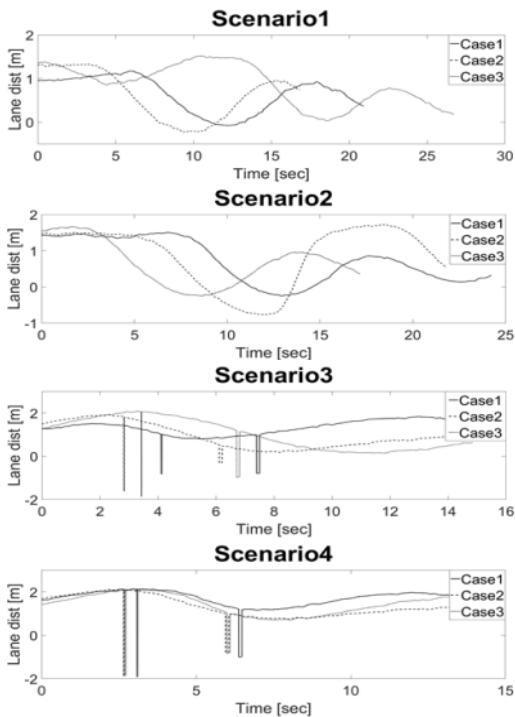 Scenario1
Lane dist [m]
2
1
0
Case1
Case2
Case3
0 5 10 15 20 25 30
Time [sec]
Scenario2
Lane dist [m]
2
1
0
-1
Case1
Case2
Case3
0 5 10 15 20 25
Time [sec]
Scenario3
Lane dist [m]
2
0
-2
Case1
Case2
Case3
0 2 4 6 8 10 12 14 16
Time [sec]
Scenario4
Lane dist [m]
2
0
-2
Case1
Case2
Case3
0 5 10 15
Time [sec]